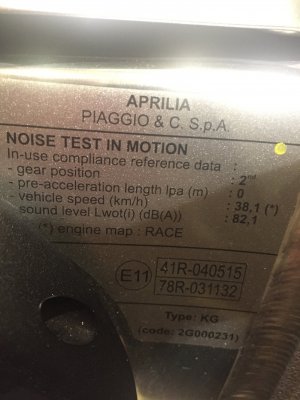 APRILIA
PIAGGIO & C. S.p.A.
NOISE TEST IN MOTION
In-use compliance reference data :
- gear position : 2nd
- pre-acceleration length lpa (m) : 0
- vehicle speed (km/h) : 38,1 (*)
- sound level Lwot(i) (dB(A)) : 82,1
(*) engine map : RACE
E11
41R-040515
78R-031132
Type: KG
(code: 2G000231)